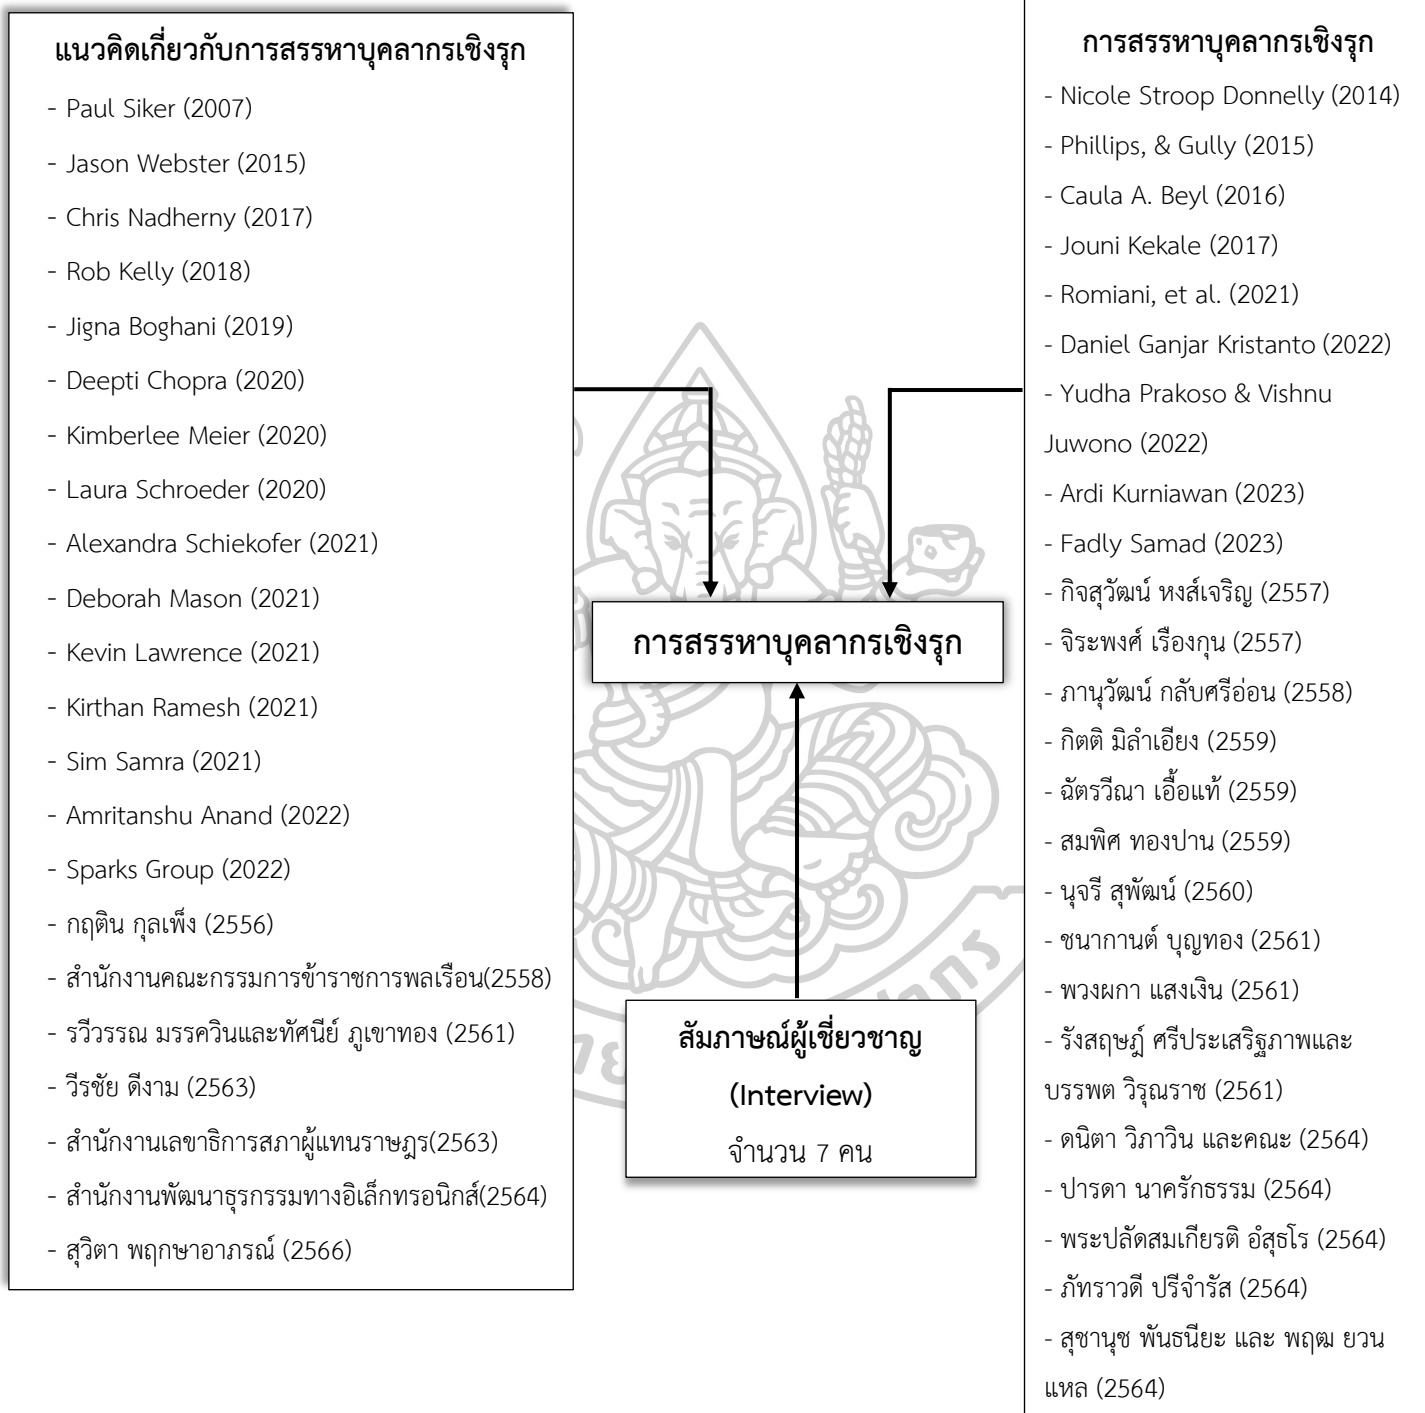 แนวคิดเกี่ยวกับการสรรหาบุคลากรเชิงรุก
- Paul Siker (2007)
- Jason Webster (2015)
- Chris Nadherny (2017)
- Rob Kelly (2018)
- Jigna Boghani (2019)
- Deepti Chopra (2020)
- Kimberlee Meier (2020)
- Laura Schroeder (2020)
- Alexandra Schiekofer (2021)
- Deborah Mason (2021)
- Kevin Lawrence (2021)
- Kirthan Ramesh (2021)
- Sim Samra (2021)
- Amritanshu Anand (2022)
- Sparks Group (2022)
- กฤติน กุลเพ็ง (2556)
- สำนักงานคณะกรรมการข้าราชการพลเรือน(2558)
- รวีวรรณ มรรควินและทัศนีย์ ภูเขาทอง (2561)
- วีรชัย ดีงาม (2563)
- สำนักงานเลขาธิการสภาผู้แทนราษฎร(2563)
- สำนักงานพัฒนาธุรกรรมทางอิเล็กทรอนิกส์(2564)
- สุวิตา พฤกษาอาภรณ์ (2566)
การสรรหาบุคลากรเชิงรุก
สัมภาษณ์ผู้เชี่ยวชาญ
(Interview)
จำนวน 7 คน
การสรรหาบุคลากรเชิงรุก
- Nicole Stroop Donnelly (2014)
- Phillips, & Gully (2015)
- Caula A. Beyl (2016)
- Jouni Kekale (2017)
- Romiani, et al. (2021)
- Daniel Ganjar Kristanto (2022)
- Yudha Prakoso & Vishnu
Juwono (2022)
- Ardi Kurniawan (2023)
- Fadly Samad (2023)
- กิจสุวัฒน์ หงส์เจริญ (2557)
- จิระพงศ์ เรืองกุน (2557)
- ภานุวัฒน์ กลับศรีอ่อน (2558)
- กิตติ มิลำเอียง (2559)
- ฉัตรวีณา เอื้อแท้ (2559)
- สมพิศ ทองปาน (2559)
- นุจรี สุพัฒน์ (2560)
- ชนากานต์ บุญทอง (2561)
- พวงผกา แสงเงิน (2561)
- รังสฤษฎ์ ศรีประเสริฐภาพและ
บรรพต วิรุณราช (2561)
- ดนิตา วิภาวิน และคณะ (2564)
- ปารดา นาครักธรรม (2564)
- พระปลัดสมเกียรติ อํสุธโร (2564)
- ภัทราวดี ปรีจำรัส (2564)
- สุชานุช พันธนียะ และ พฤฒ ยวน
แหล (2564)